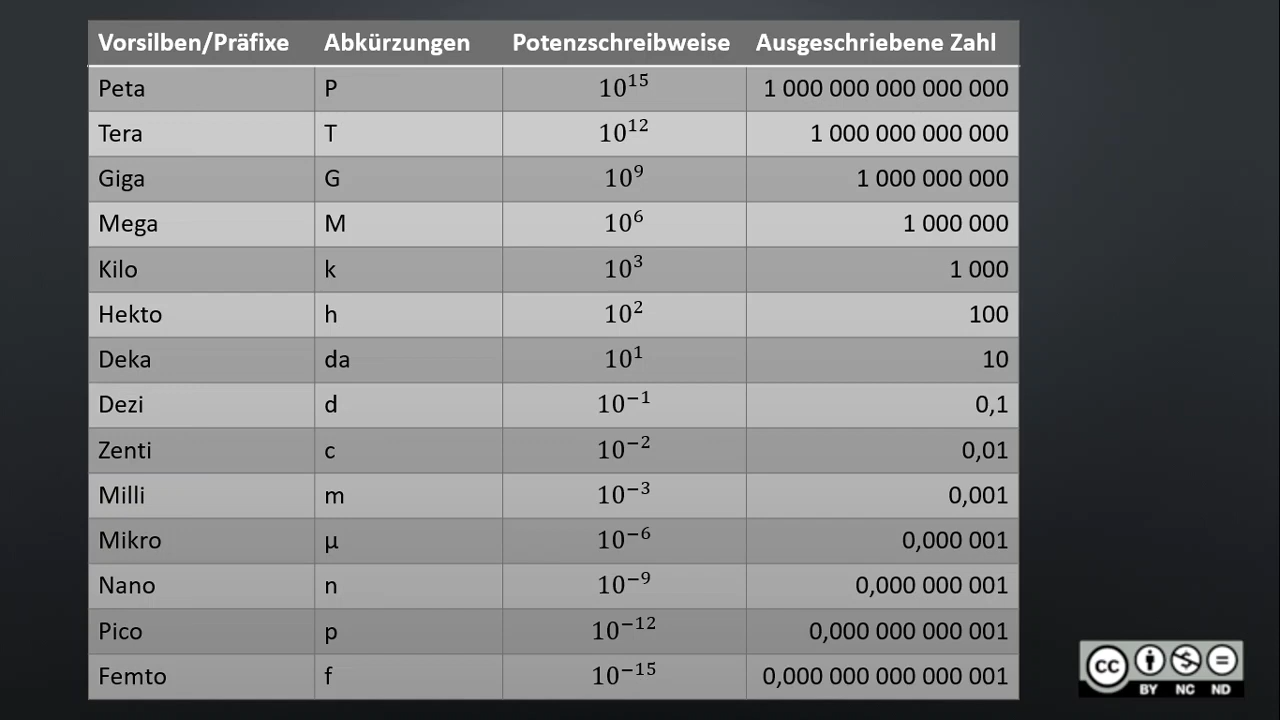 Vorsilben/Präfixe Abkürzungen Potenzschreibweise Ausgeschriebene Zahl
Peta P 10¹⁵ 1 000 000 000 000 000
Tera T 10¹² 1 000 000 000 000
Giga G 10⁹ 1 000 000 000
Mega M 10⁶ 1 000 000
Kilo k 10³ 1 000
Hekto h 10² 100
Deka da 10¹ 10
Dezi d 10⁻¹ 0,1
Zenti c 10⁻² 0,01
Milli m 10⁻³ 0,001
Mikro µ 10⁻⁶ 0,000 001
Nano n 10⁻⁹ 0,000 000 001
Pico p 10⁻¹² 0,000 000 000 001
Femto f 10⁻¹⁵ 0,000 000 000 000 001
cc
BY NC ND